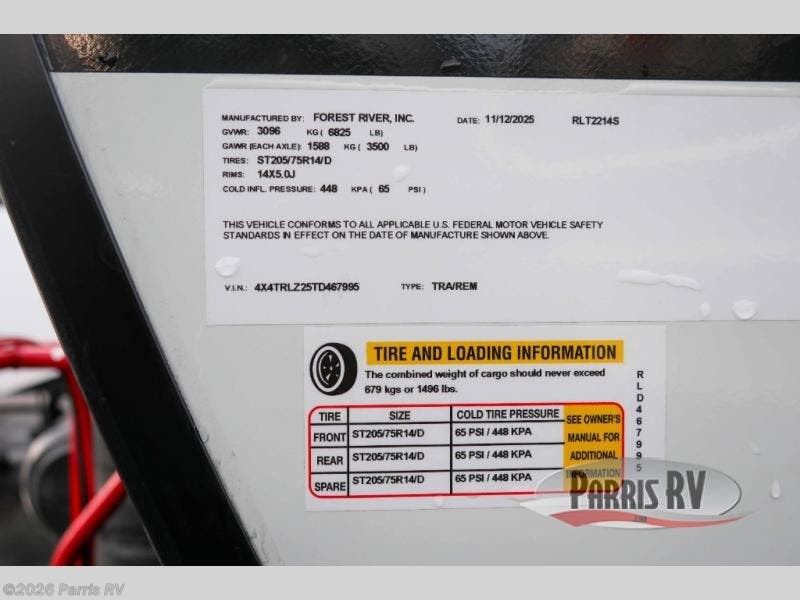 MANUFACTURED BY: FOREST RIVER, INC. DATE: 11/12/2025 RLT2214S
GVWR: 3096 KG ( 6825 LB)
GAWR (EACH AXLE): 1588 KG ( 3500 LB)
TIRES: ST205/75R14/D
RIMS: 14X5.0J
COLD INFL. PRESSURE: 448 KPA ( 65 PSI )
THIS VEHICLE CONFORMS TO ALL APPLICABLE U.S. FEDERAL MOTOR VEHICLE SAFETY
STANDARDS IN EFFECT ON THE DATE OF MANUFACTURE SHOWN ABOVE.
V.I.N.: 4X4TRLZ25TD467995 TYPE: TRA/REM
TIRE AND LOADING INFORMATION
The combined weight of cargo should never exceed
679 kgs or 1496 lbs.
TIRE SIZE COLD TIRE PRESSURE
FRONT ST205/75R14/D 65 PSI / 448 KPA
REAR ST205/75R14/D 65 PSI / 448 KPA
SPARE ST205/75R14/D 65 PSI / 448 KPA
SEE OWNER'S
MANUAL FOR
ADDITIONAL
INFORMATION
RLD467995
PARRIS RV
©2026 Parris RV